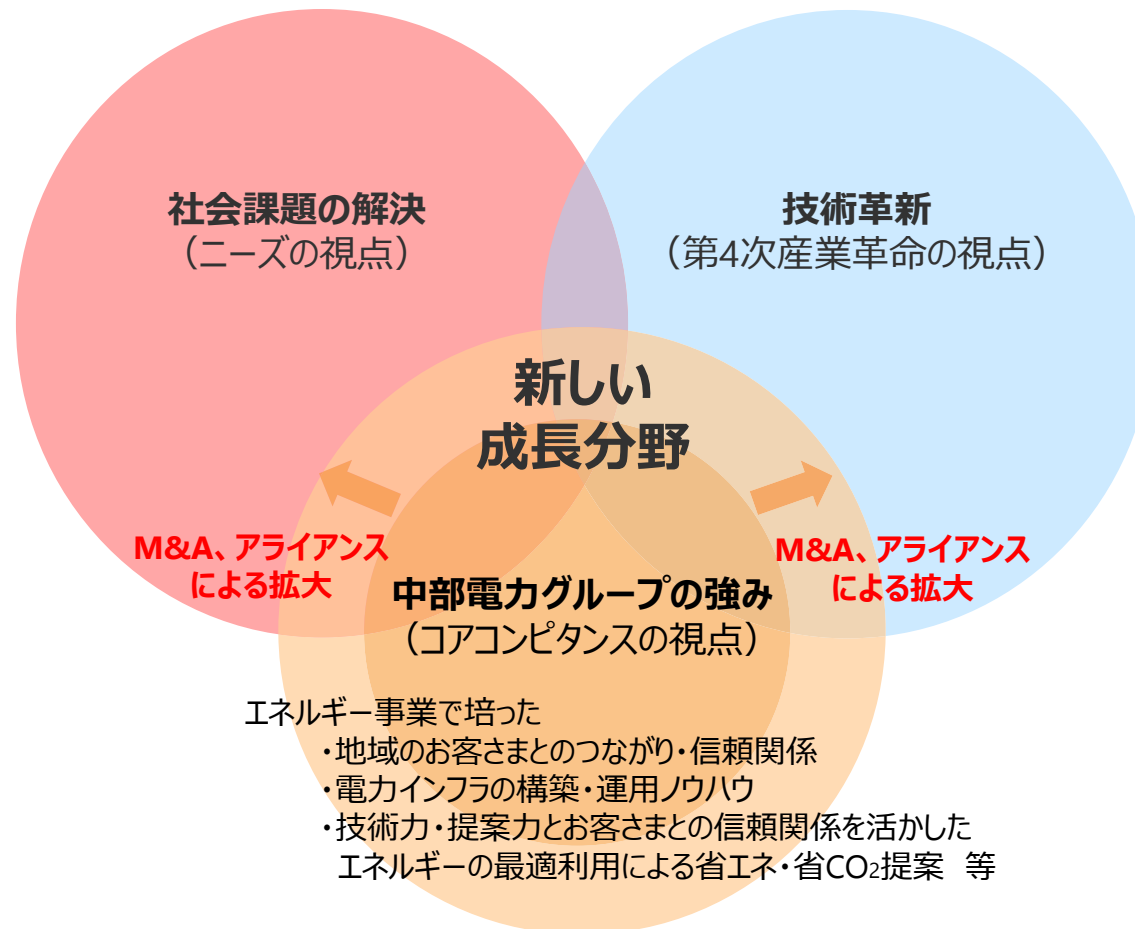 社会課題の解決
（ニーズの視点）
技術革新
（第4次産業革命の視点）
新しい
成長分野
M&A、アライアンス
による拡大
M&A、アライアンス
による拡大
中部電力グループの強み
（コアコンピタンスの視点）
エネルギー事業で培った
・地域のお客さまとのつながり・信頼関係
・電力インフラの構築・運用ノウハウ
・技術力・提案力とお客さまとの信頼関係を活かした
エネルギーの最適利用による省エネ・省CO2提案 等